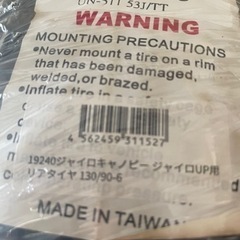 WARNING
MOUNTING PRECAUTIONS
•Never mount a tire on a rim
that has been damaged,
welded,or brazed.
•Inflate tire in a
4 562459 311527
19240ジャイロキャノピー ジャイロUP用
リアタイヤ 130/90-6
MADE IN TAIWAN